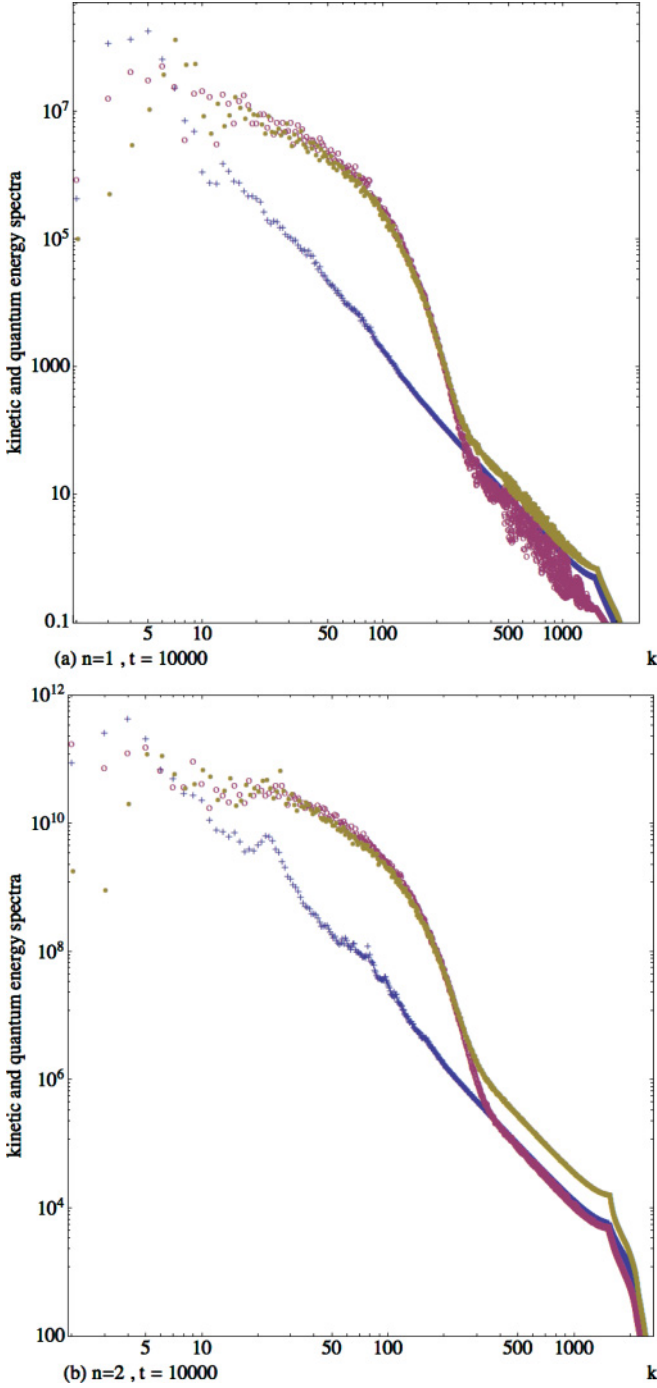 kinetic and quantum energy spectra
10^7
10^5
1000
10
0.1
5 10 50 100 500 1000
(a) n=1 , t = 10000 k
kinetic and quantum energy spectra
10^12
10^10
10^8
10^6
10^4
100
5 10 50 100 500 1000
(b) n=2 , t = 10000 k